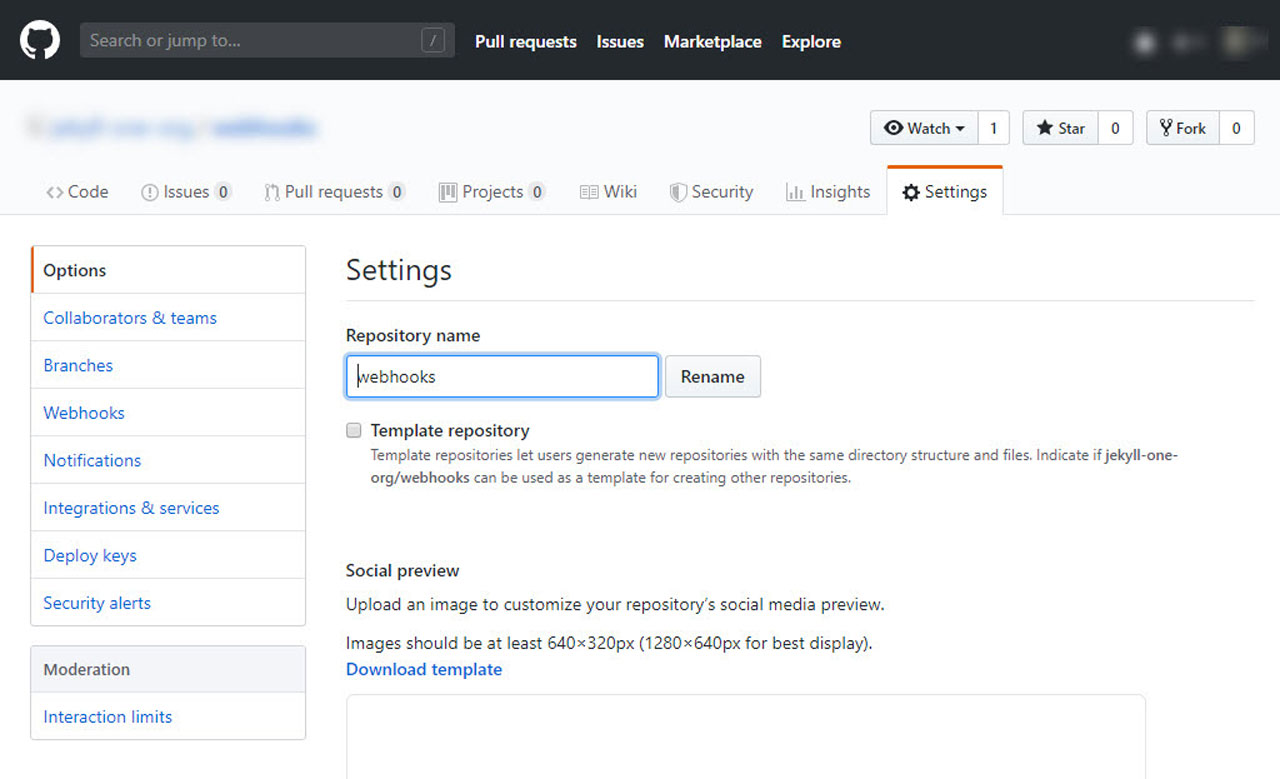 Search or jump to... / Pull requests Issues Marketplace Explore
Watch 1 Star 0 Fork 0
Code Issues 0 Pull requests 0 Projects 0 Wiki Security Insights Settings
Options
Collaborators & teams
Branches
Webhooks
Notifications
Integrations & services
Deploy keys
Security alerts
Moderation
Interaction limits
Settings
Repository name
webhooks Rename
Template repository
Template repositories let users generate new repositories with the same directory structure and files. Indicate if jekyll-one-
org/webhooks can be used as a template for creating other repositories.
Social preview
Upload an image to customize your repository’s social media preview.
Images should be at least 640×320px (1280×640px for best display).
Download template